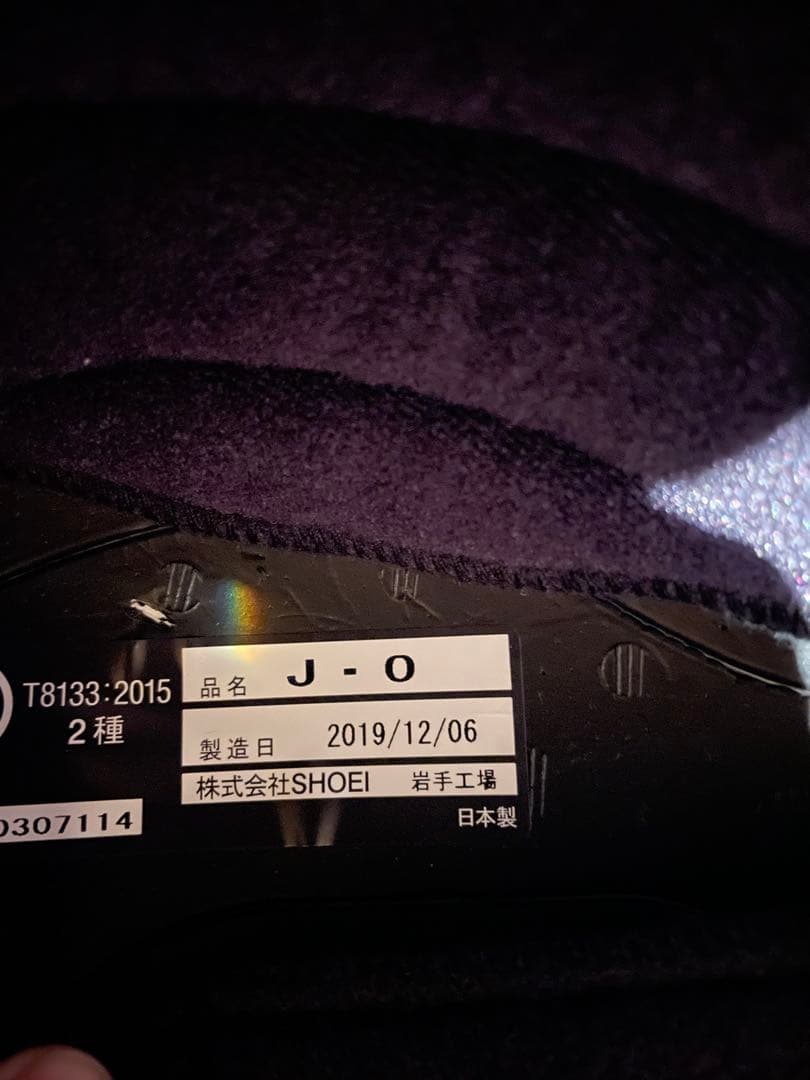 T8133:2015
2種
品名 J-O
製造日 2019/12/06
株式会社SHOEI 岩手工場
日本製
0307114